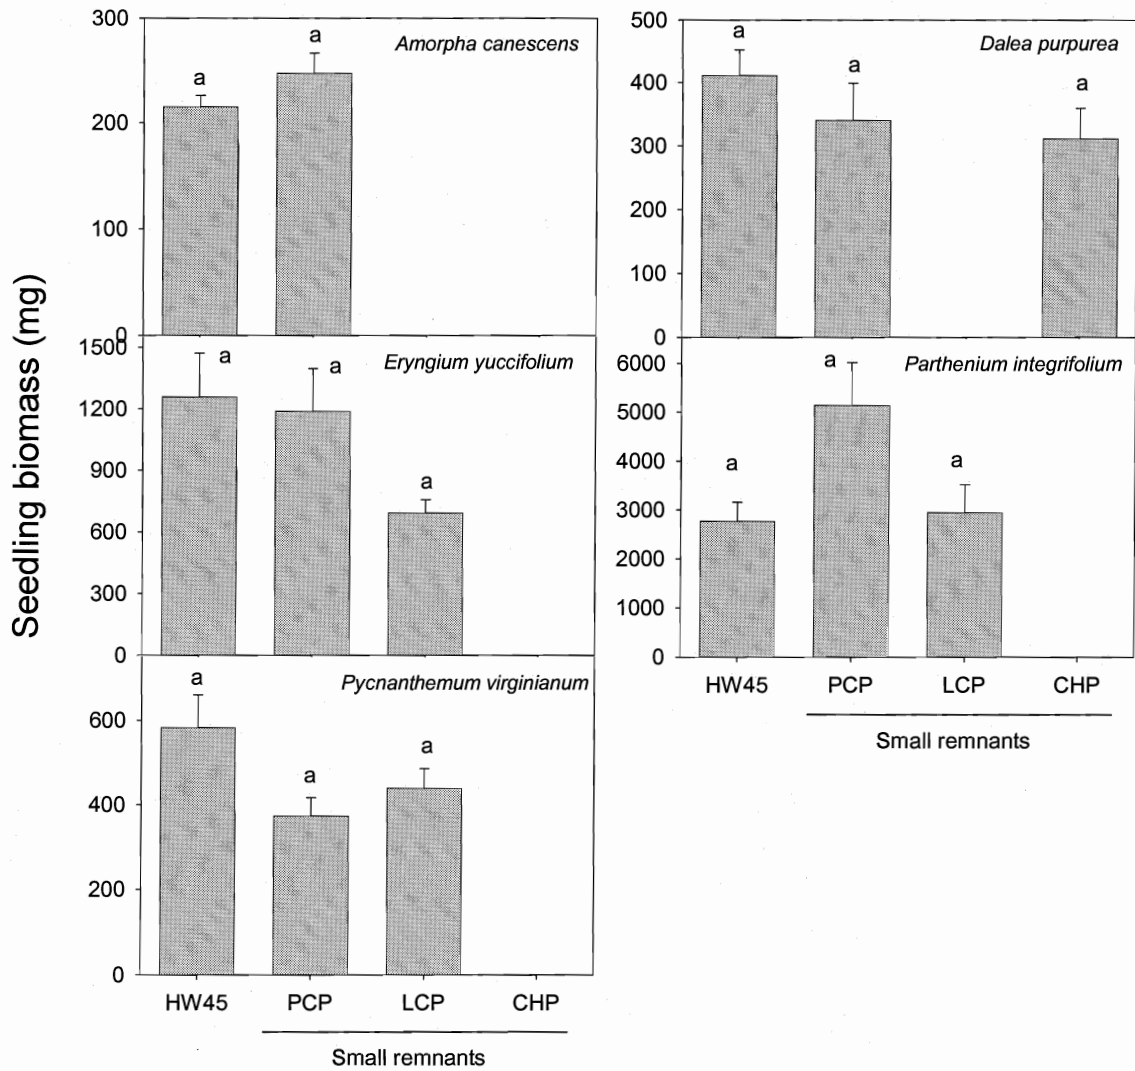 Seedling biomass (mg)
300
200
100
0
a
a
Amorpha canescens
500
400
300
200
100
0
a
a
a
Dalea purpurea
1500
1200
900
600
300
0
a
a
a
Eryngium yuccifolium
6000
5000
4000
3000
2000
1000
0
a
a
a
Parthenium integrifolium
HW45 PCP LCP CHP
Small remnants
600
400
200
0
a
a
a
Pycnanthemum virginianum
HW45 PCP LCP CHP
Small remnants